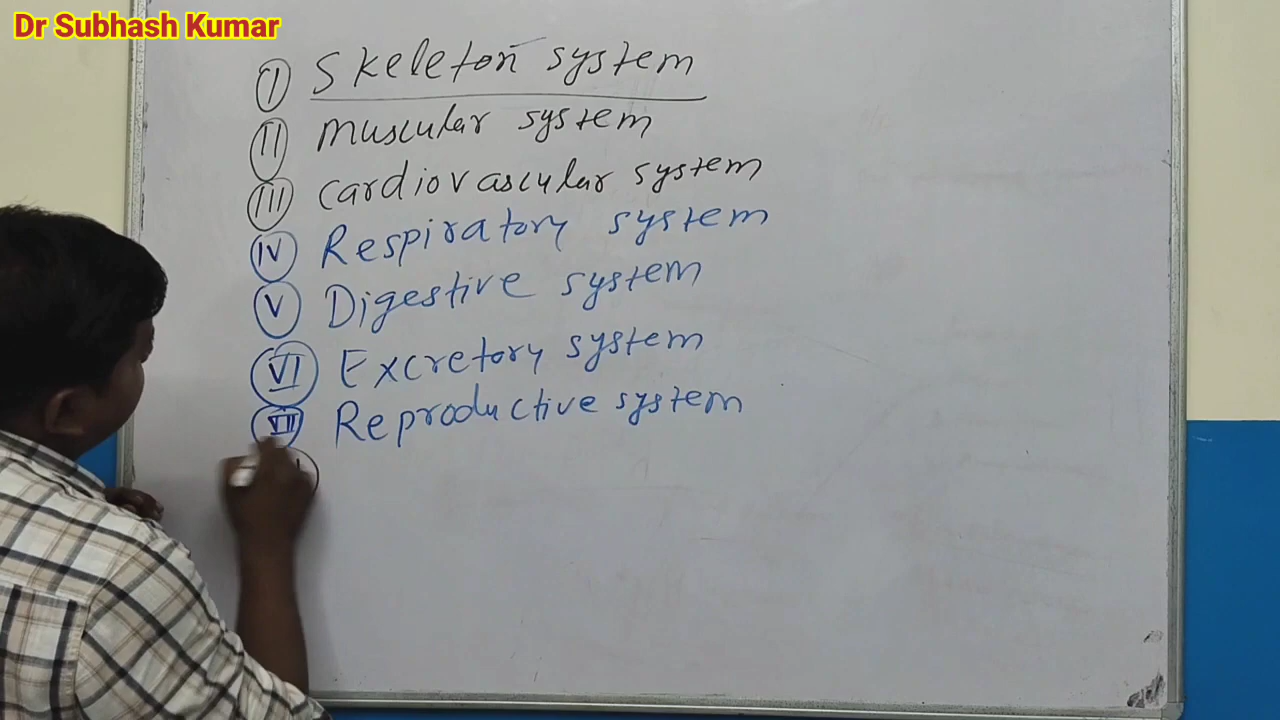 Dr Subhash Kumar
I Skeleton system
II muscular system
III cardiovascular system
IV Respiratory system
V Digestive system
VI Excretory system
VII Reproductive system